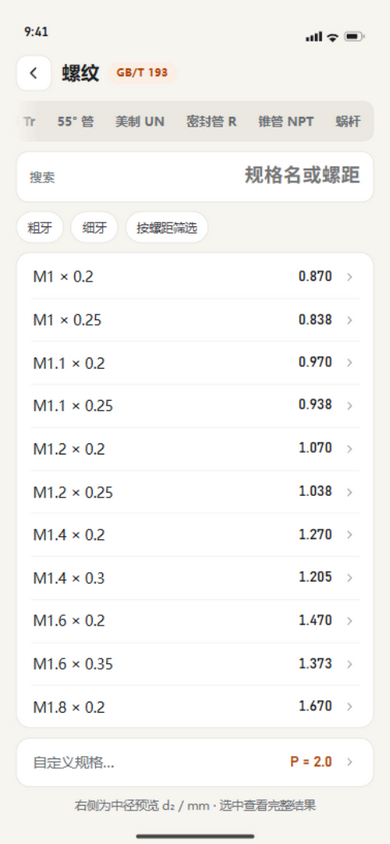 9:41
螺纹 GB/T 193
Tr 55° 管 美制 UN 密封管 R 锥管 NPT 蜗杆
搜索 规格名或螺距
粗牙 细牙 按螺距筛选
M1 × 0.2 0.870
M1 × 0.25 0.838
M1.1 × 0.2 0.970
M1.1 × 0.25 0.938
M1.2 × 0.2 1.070
M1.2 × 0.25 1.038
M1.4 × 0.2 1.270
M1.4 × 0.3 1.205
M1.6 × 0.2 1.470
M1.6 × 0.35 1.373
M1.8 × 0.2 1.670
自定义规格... P = 2.0
右侧为中径预览 d₂ / mm · 选中查看完整结果